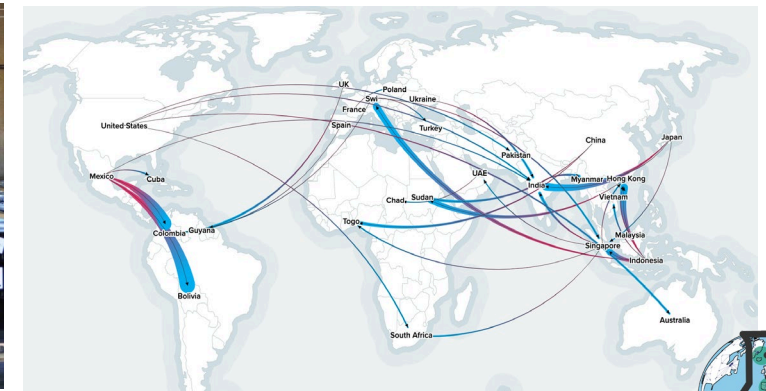 UK
Poland
Swi
Ukraine
France
United States
Spain
Turkey
China
Japan
Pakistan
Mexico
Cuba
UAE
India
Myanmar
Hong Kong
Chad
Sudan
Vietnam
Togo
Colombia
Guyana
Malaysia
Singapore
Indonesia
Bolivia
Australia
South Africa